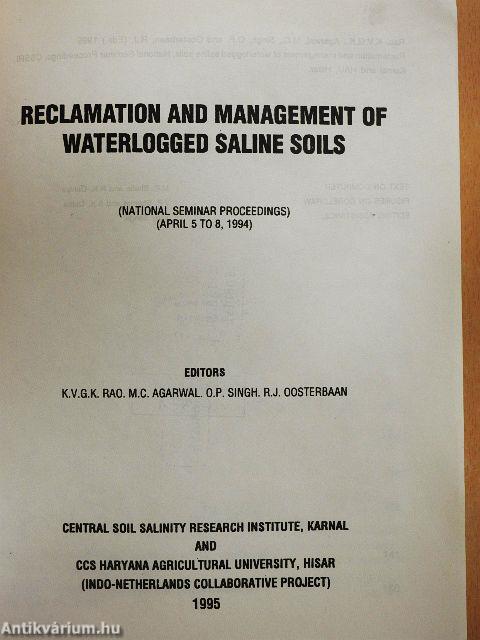 RECLAMATION AND MANAGEMENT OF
WATERLOGGED SALINE SOILS
(NATIONAL SEMINAR PROCEEDINGS)
(APRIL 5 TO 8, 1994)
EDITORS
K.V.G.K. RAO. M.C. AGARWAL. O.P. SINGH. R.J. OOSTERBAAN
CENTRAL SOIL SALINITY RESEARCH INSTITUTE, KARNAL
AND
CCS HARYANA AGRICULTURAL UNIVERSITY, HISAR
(INDO-NETHERLANDS COLLABORATIVE PROJECT)
1995
Antikvárium.hu